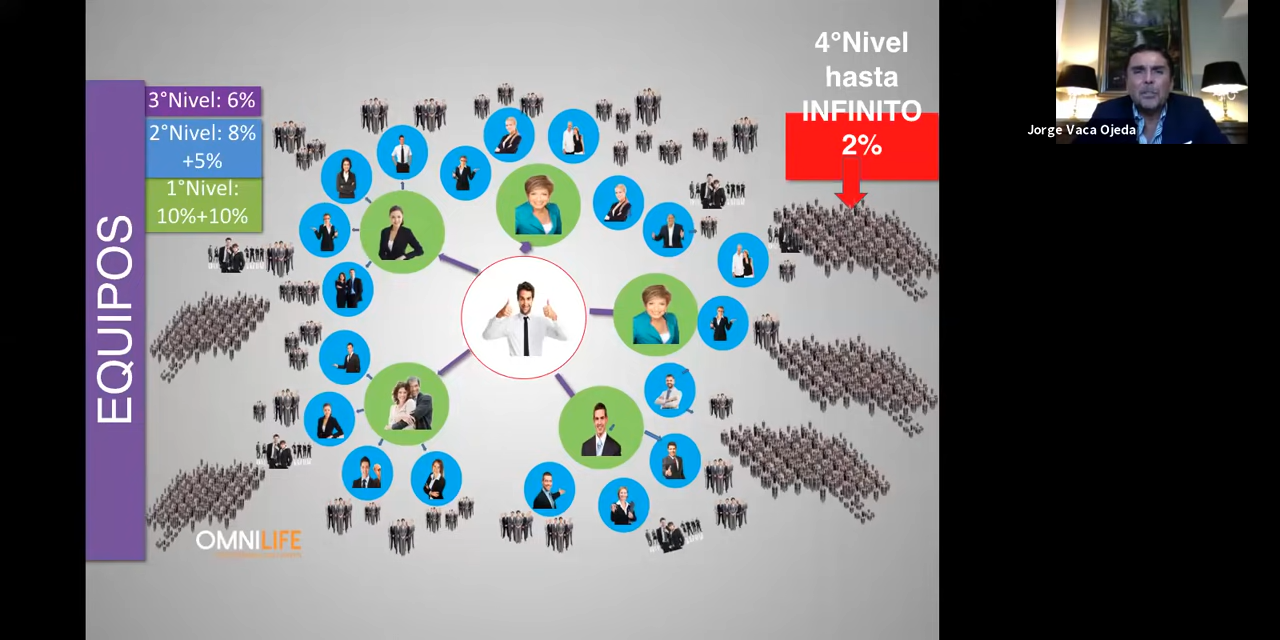 EQUIPOS
3°Nivel: 6%
2°Nivel: 8%
+5%
1°Nivel:
10%+10%
4°Nivel
hasta
INFINITO
2%
OMNILIFE
Jorge Vaca Ojeda